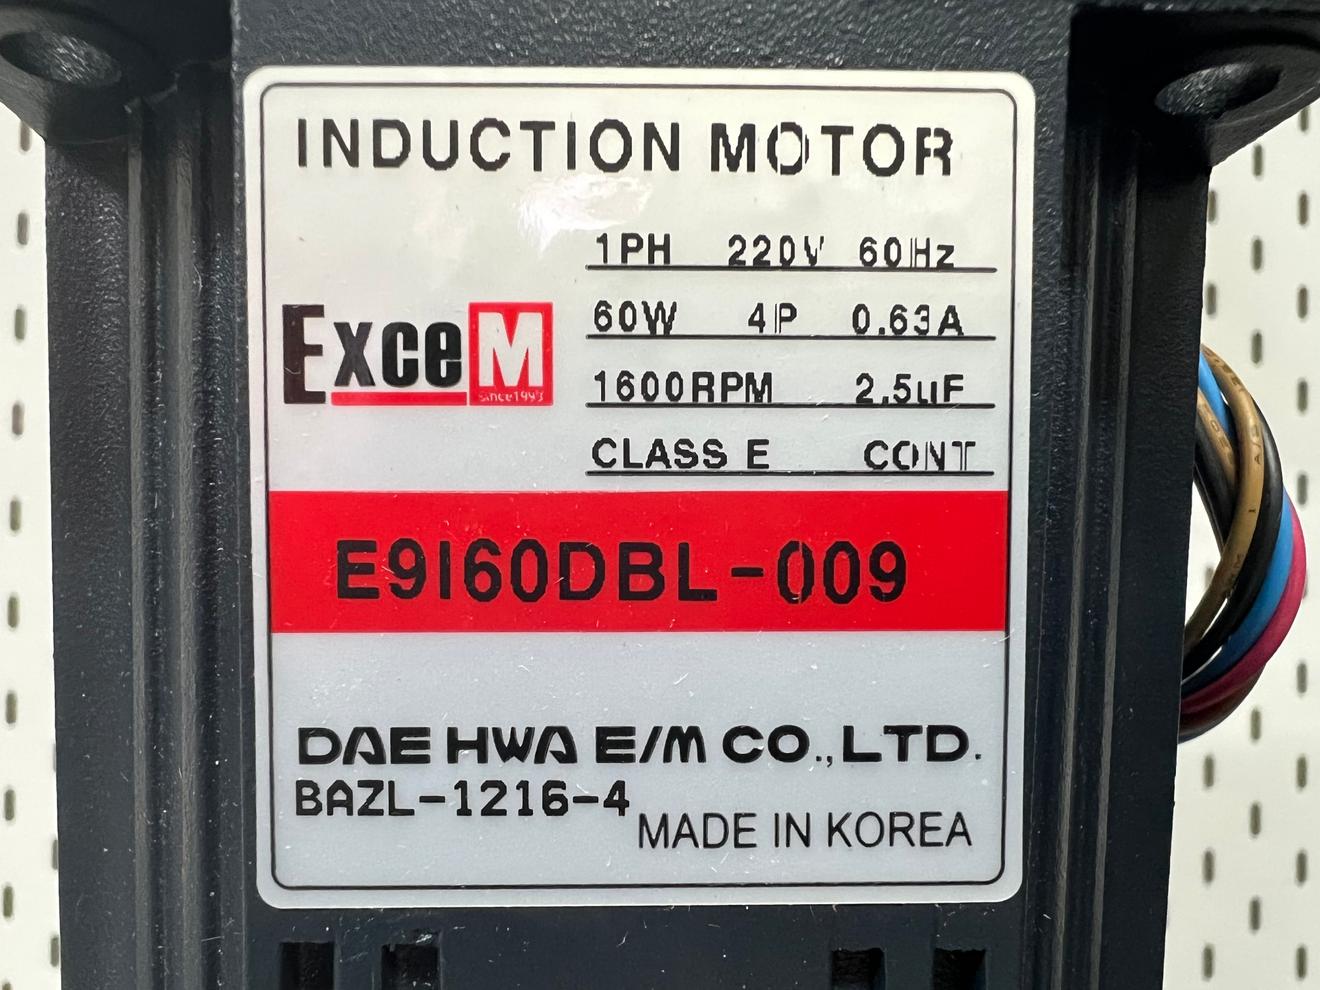 INDUCTION MOTOR
1PH 220V 60Hz
60W 4P 0.63A
ExceM
since1993
1600RPM 2.5uF
CLASS E CONT
E9I60DBL-009
DAE HWA E/M CO.,LTD.
BAZL-1216-4
MADE IN KOREA